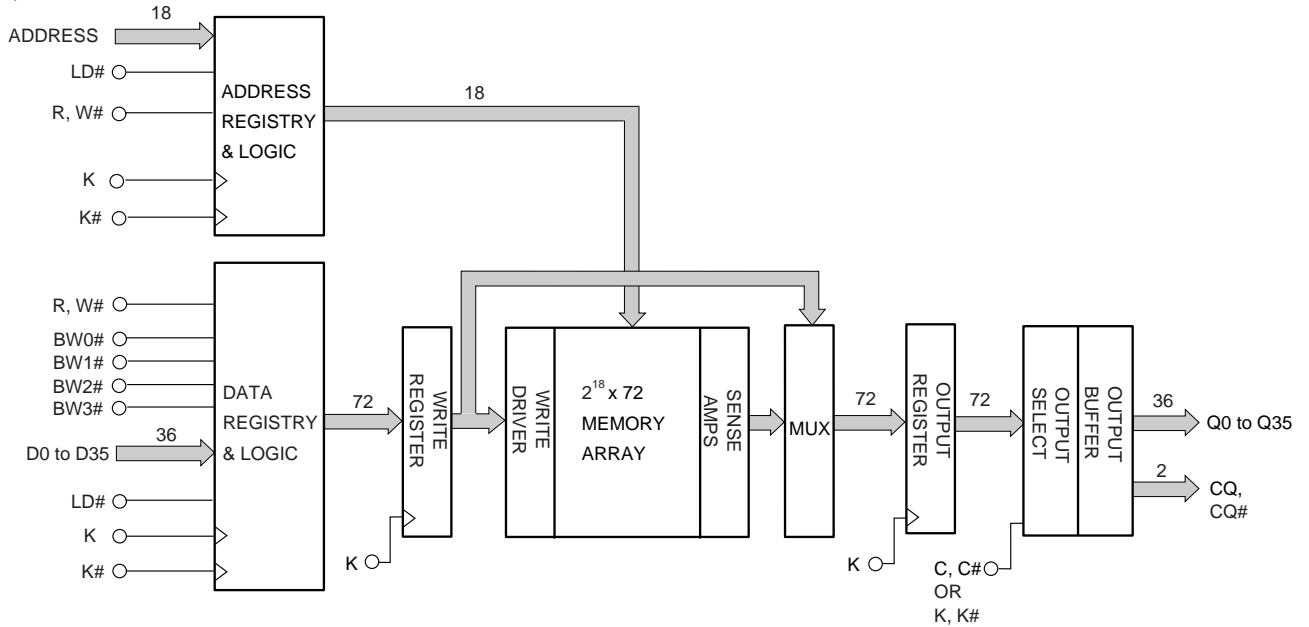 18
ADDRESS
LD#
R, W#
K
K#
ADDRESS
REGISTRY
& LOGIC
18
R, W#
BW0#
BW1#
BW2#
BW3#
36
D0 to D35
LD#
K
K#
DATA
REGISTRY
& LOGIC
72
WRITE
REGISTER
K
WRITE
DRIVER
2^18 x 72
MEMORY
ARRAY
SENSE
AMPS
MUX
72
OUTPUT
REGISTER
K
72
OUTPUT
SELECT
OUTPUT
BUFFER
C, C#
OR
K, K#
36
Q0 to Q35
2
CQ,
CQ#